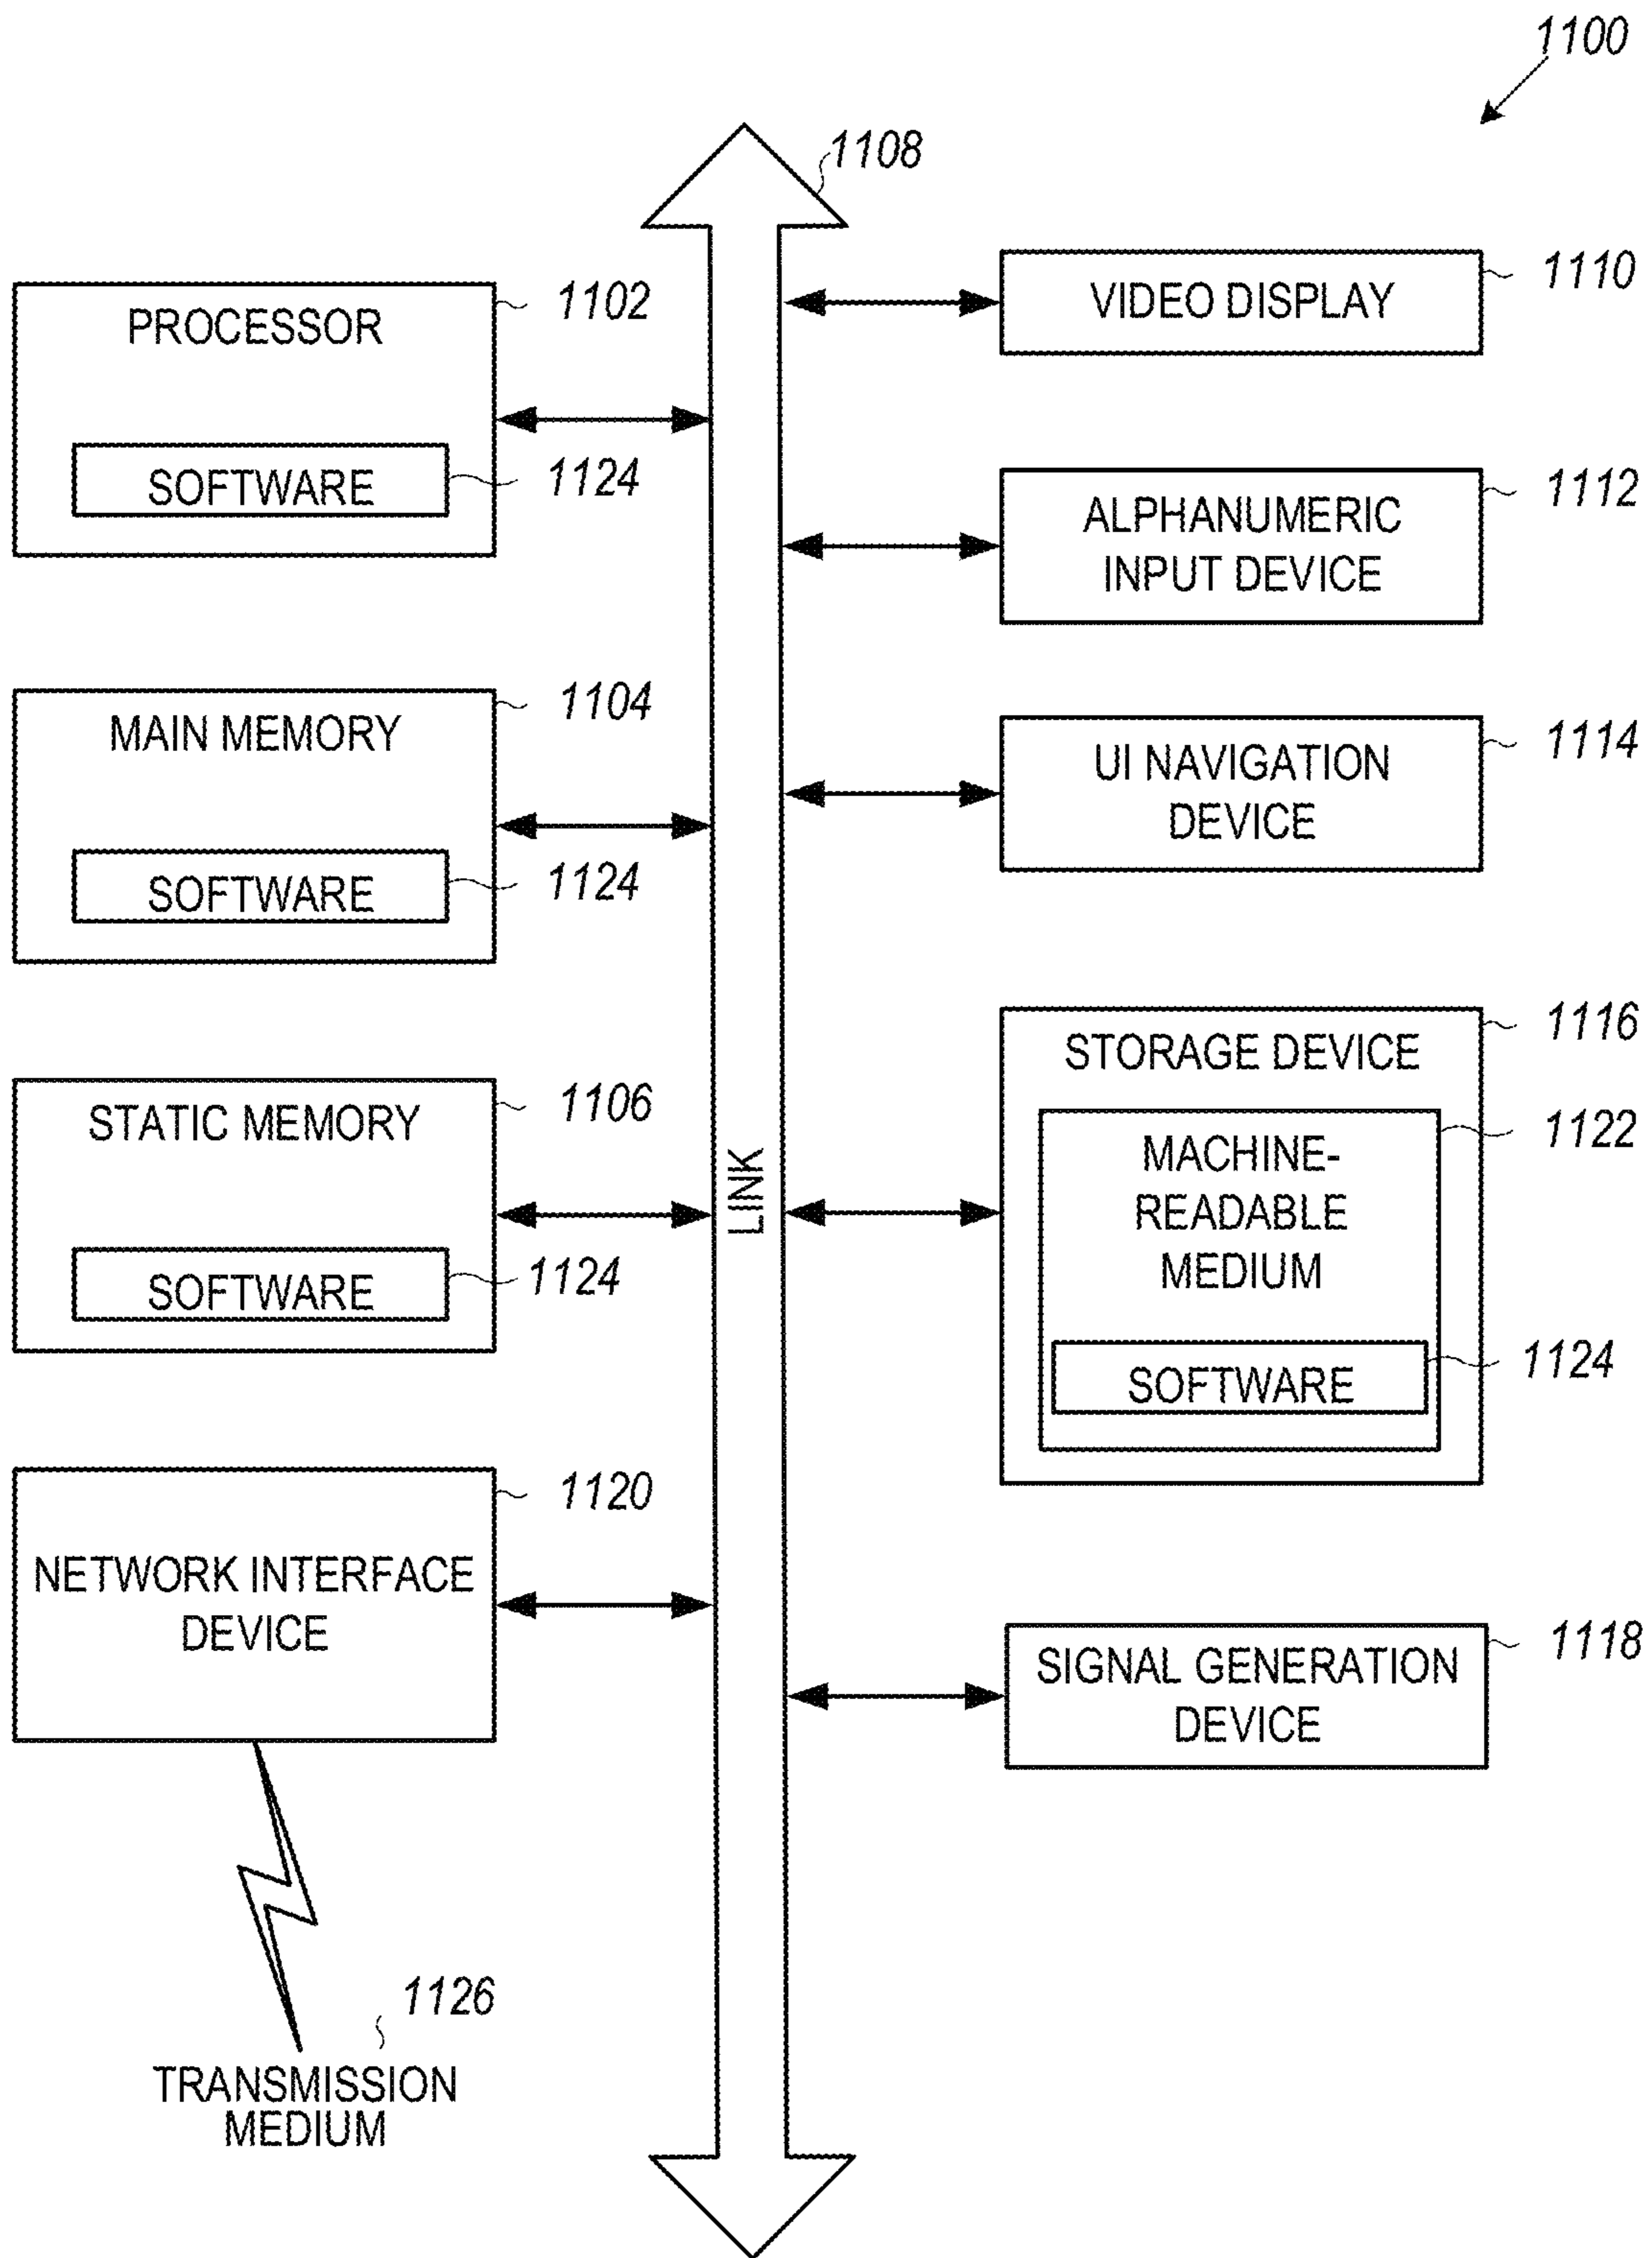 1100
1108
PROCESSOR
1102
SOFTWARE
1124
MAIN MEMORY
1104
SOFTWARE
1124
STATIC MEMORY
1106
SOFTWARE
1124
NETWORK INTERFACE
DEVICE
1120
1126
TRANSMISSION
MEDIUM
LINK
VIDEO DISPLAY
1110
ALPHANUMERIC
INPUT DEVICE
1112
UI NAVIGATION
DEVICE
1114
STORAGE DEVICE
1116
MACHINE-
READABLE
MEDIUM
1122
SOFTWARE
1124
SIGNAL GENERATION
DEVICE
1118